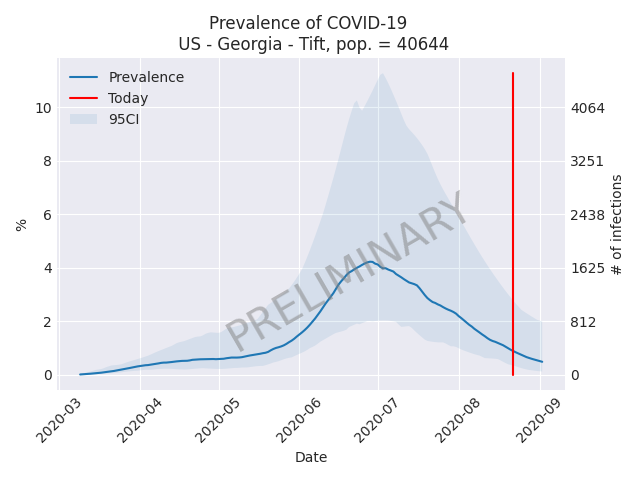 Prevalence of COVID-19
US - Georgia - Tift, pop. = 40644
Prevalence
Today
95CI
PRELIMINARY
%
10
8
6
4
2
0
4064
3251
2438
1625
812
0
# of infections
2020-03
2020-04
2020-05
2020-06
2020-07
2020-08
2020-09
Date